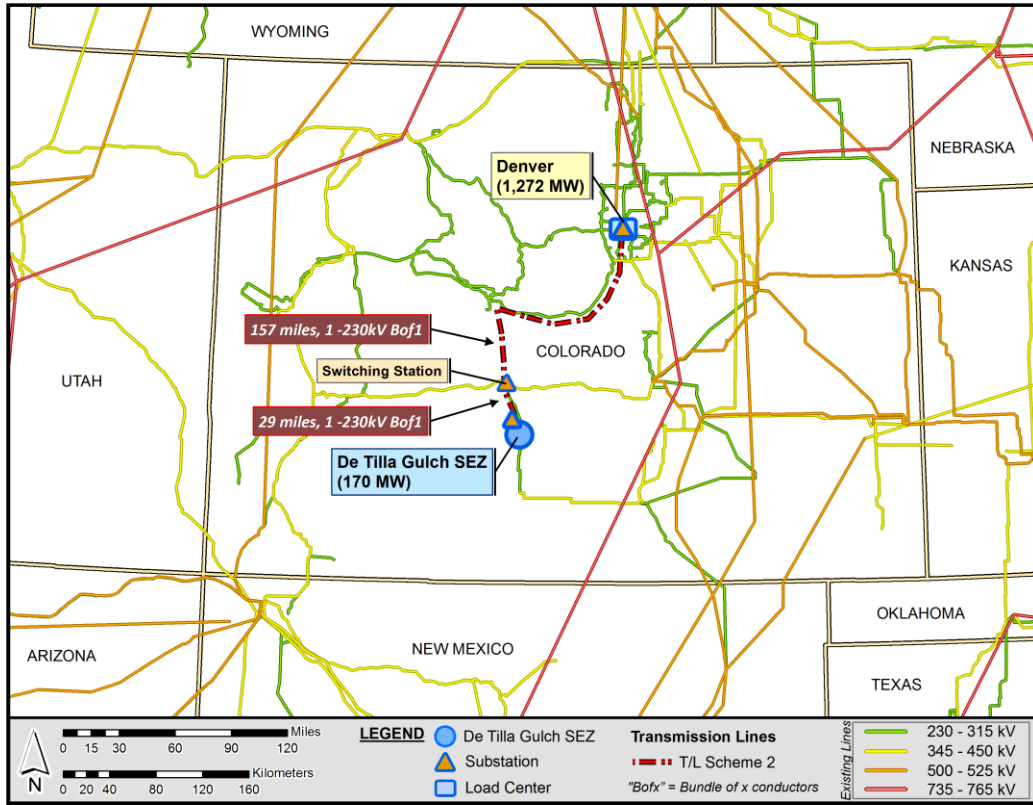 WYOMING
NEBRASKA
Denver
(1,272 MW)
KANSAS
157 miles, 1 -230kV Bof1
COLORADO
Switching Station
UTAH
29 miles, 1 -230kV Bof1
De Tilla Gulch SEZ
(170 MW)
OKLAHOMA
NEW MEXICO
ARIZONA
TEXAS
N
Miles
0 15 30 60 90 120
Kilometers
0 20 40 80 120 160
LEGEND
De Tilla Gulch SEZ
Substation
Load Center
Transmission Lines
T/L Scheme 2
"Bofx" = Bundle of x conductors
Existing Lines
230 - 315 kV
345 - 450 kV
500 - 525 kV
735 - 765 kV